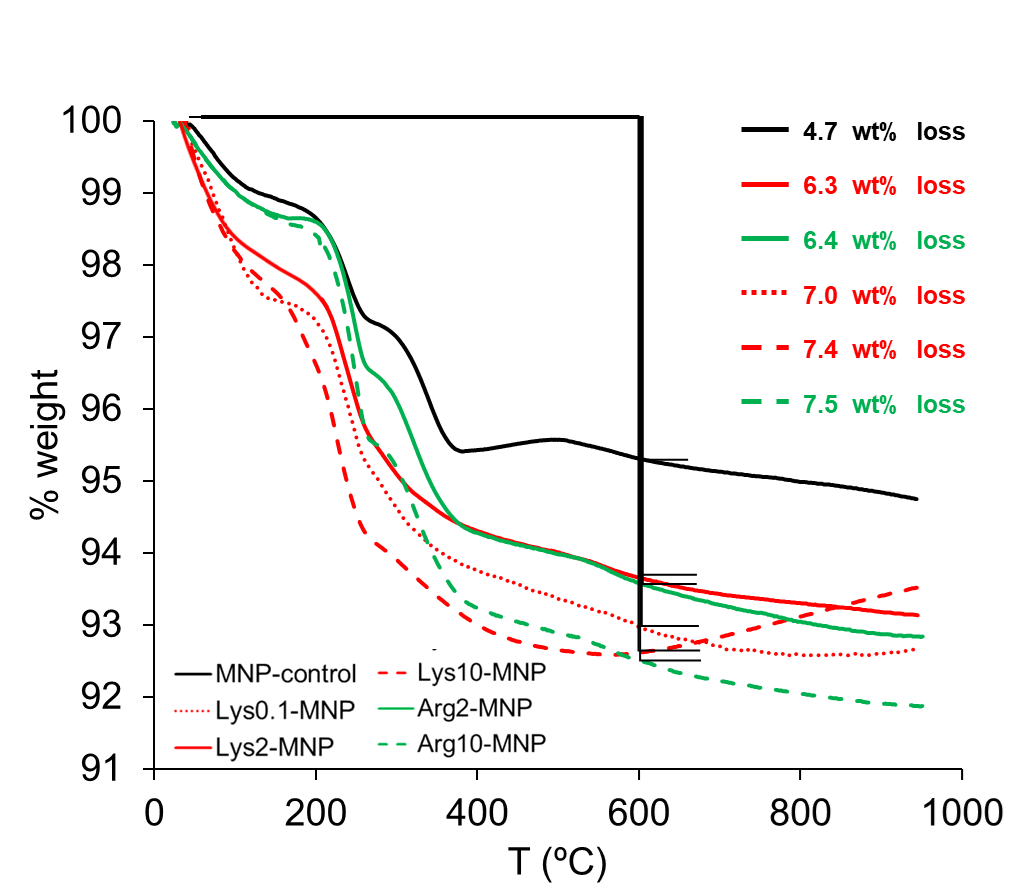 100
99
98
97
96
95
94
93
92
91
% weight
4.7 wt% loss
6.3 wt% loss
6.4 wt% loss
7.0 wt% loss
7.4 wt% loss
7.5 wt% loss
MNP-control
Lys10-MNP
Lys0.1-MNP
Arg2-MNP
Lys2-MNP
Arg10-MNP
0
200
400
600
800
1000
T (ºC)